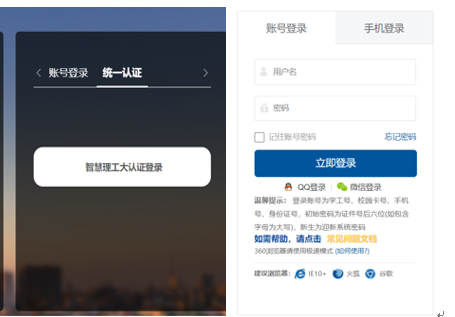 账号登录 统一认证
智慧理工大认证登录
账号登录 手机登录
用户名
密码
记住账号密码 忘记密码
立即登录
QQ登录 微信登录
温馨提示: 登录账号为学工号、校园卡号、手机
号、身份证号，初始密码为证件号后六位(如包含
字母为大写)，新生为迎新系统密码
如需帮助，请点击 常见问题文档
360浏览器请使用极速模式 (如何使用?)
建议浏览器: IE10+ 火狐 谷歌